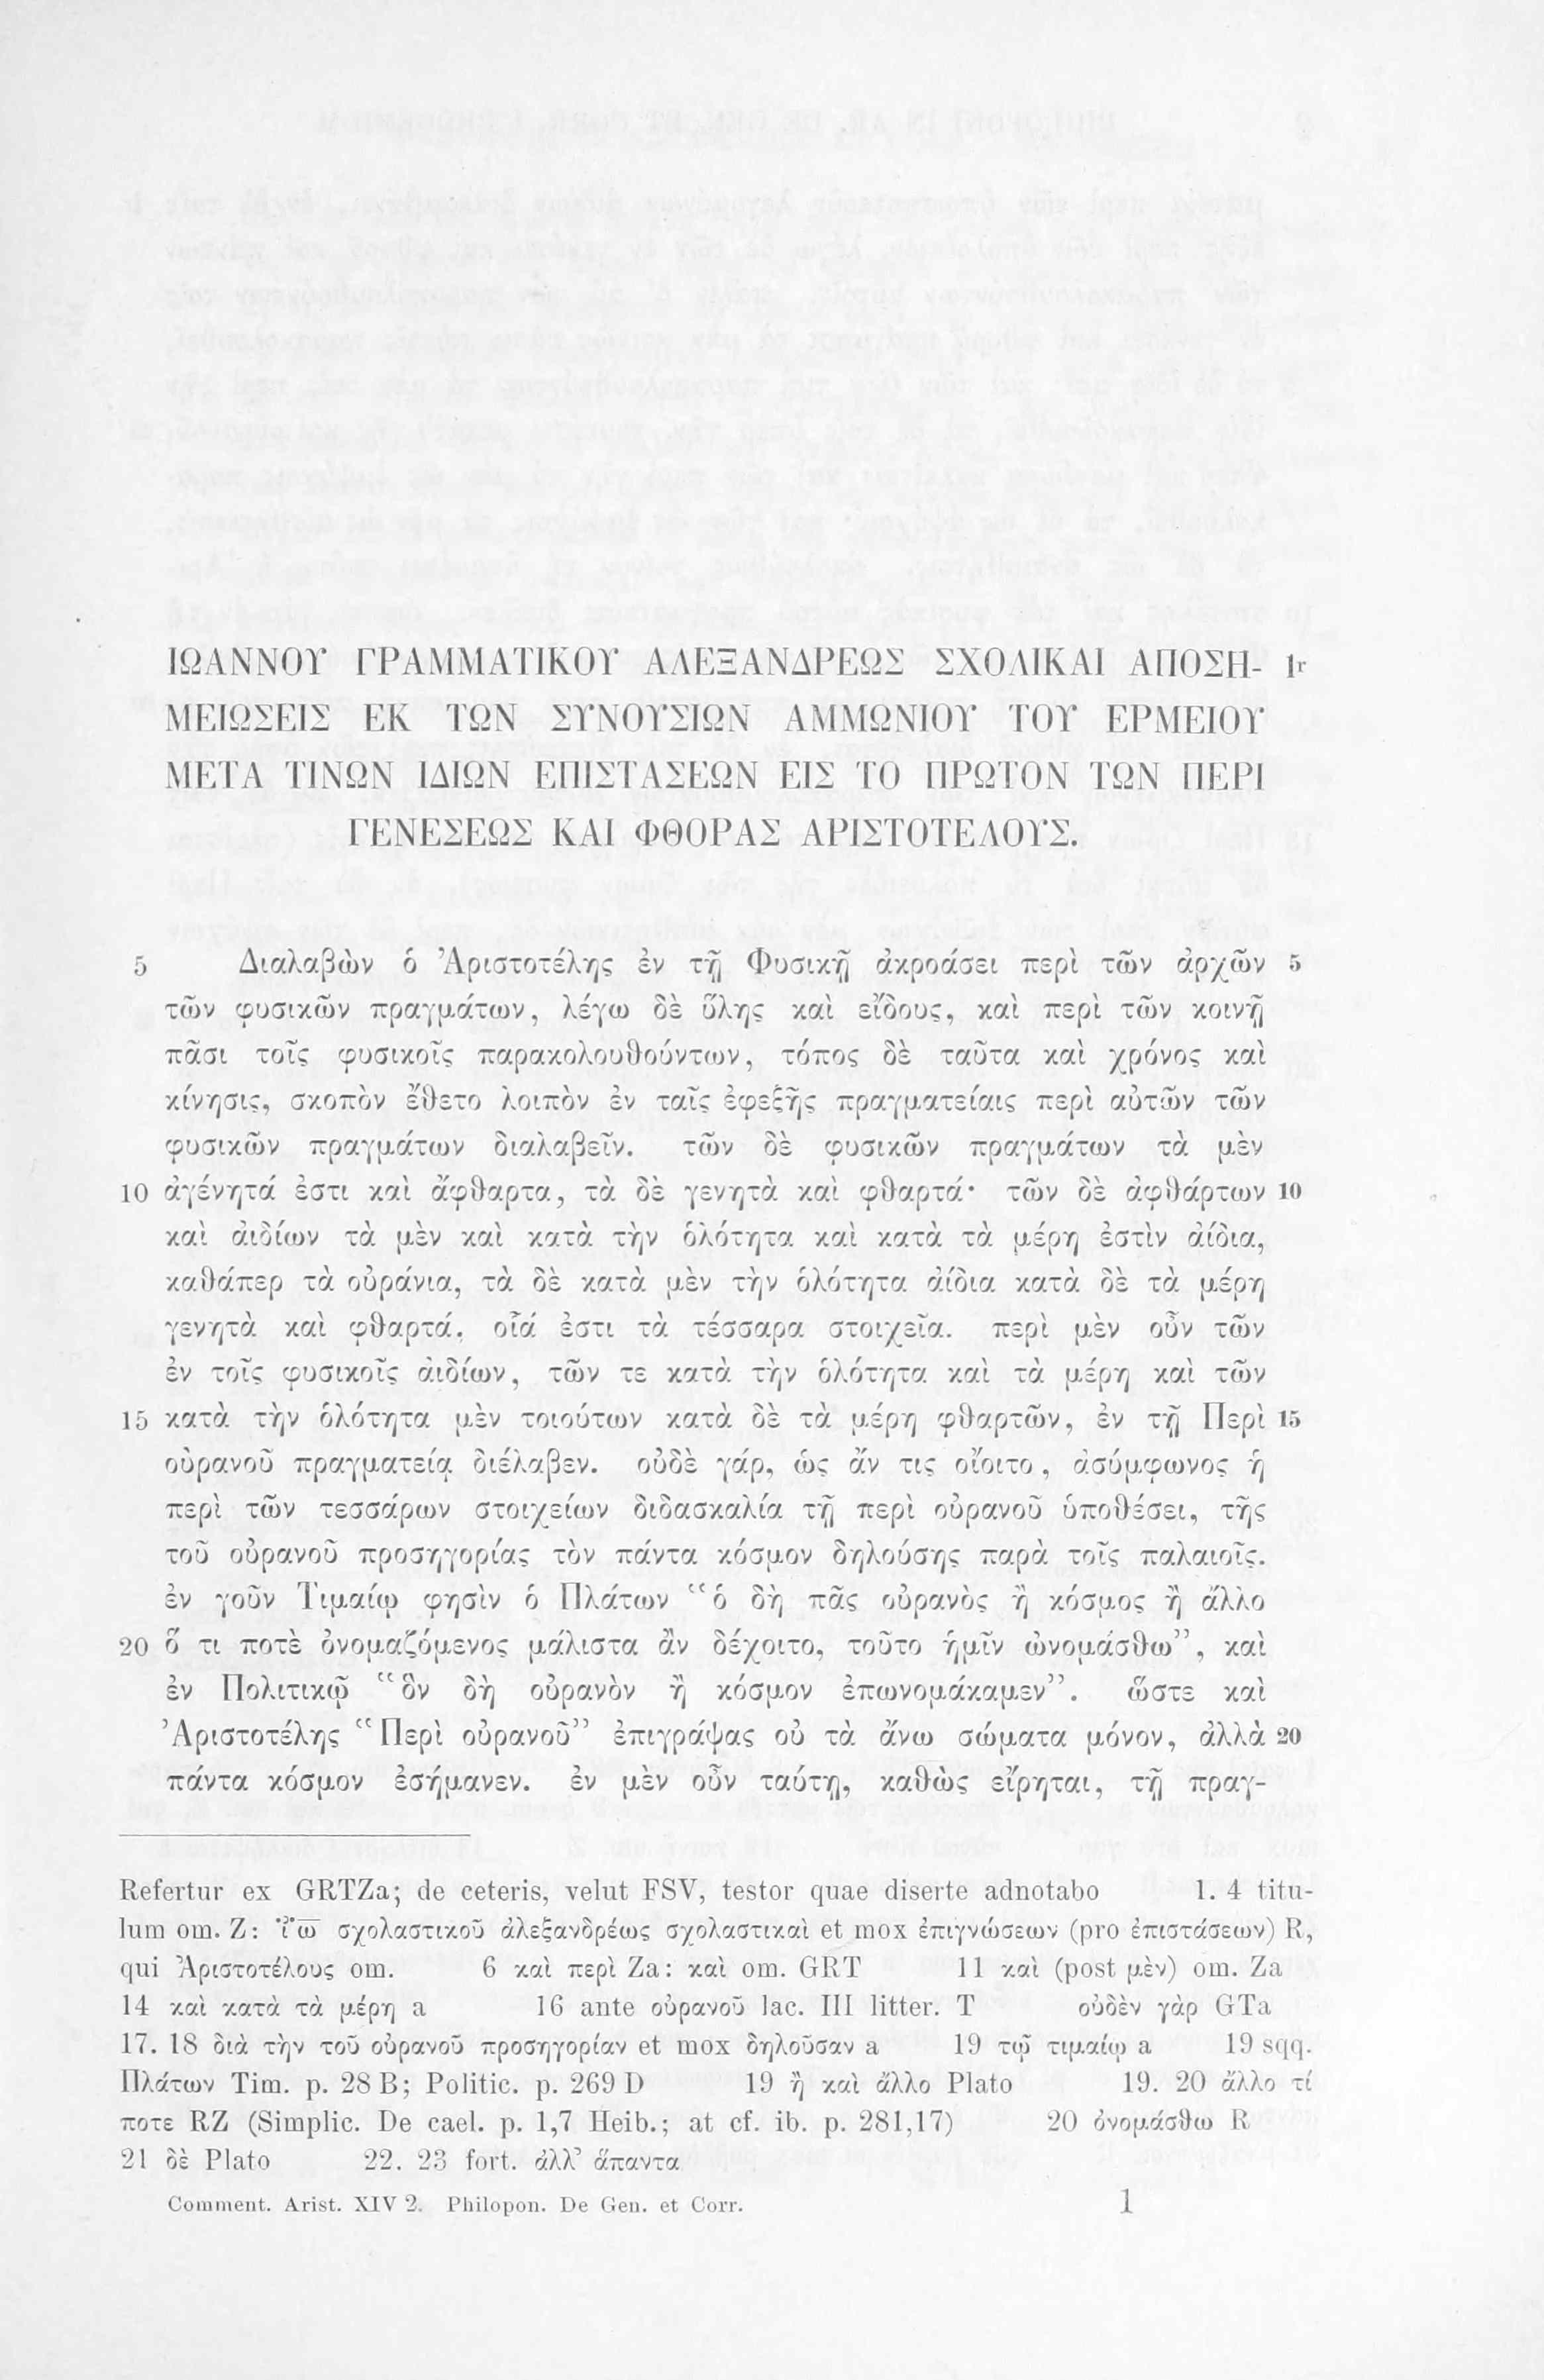 ΙΩΑΝΝΟΥ ΓΡΑΜΜΑΤΙΚΟΥ ΑΛΕΞΑΝΔΡΕΩΣ ΣΧΟΛΙΚΑΙ ΑΠΟΣΗ- 1r
ΜΕΙΩΣΕΙΣ ΕΚ ΤΩΝ ΣΥΝΟΥΣΙΩΝ ΑΜΜΩΝΙΟΥ ΤΟΥ ΕΡΜΕΙΟΥ
ΜΕΤΑ ΤΙΝΩΝ ΙΔΙΩΝ ΕΠΙΣΤΑΣΕΩΝ ΕΙΣ ΤΟ ΠΡΩΤΟΝ ΤΩΝ ΠΕΡΙ
ΓΕΝΕΣΕΩΣ ΚΑΙ ΦΘΟΡΑΣ ΑΡΙΣΤΟΤΕΛΟΥΣ.
5 Διαλαβὼν ὁ Ἀριστοτέλης ἐν τῇ Φυσικῇ ἀκροάσει περὶ τῶν ἀρχῶν 5
τῶν φυσικῶν πραγμάτων, λέγω δὲ ὕλης καὶ εἴδους, καὶ περὶ τῶν κοινῇ
πᾶσι τοῖς φυσικοῖς παρακολουθούντων, τόπος δὲ ταῦτα καὶ χρόνος καὶ
κίνησις, σκοπὸν ἔθετο λοιπὸν ἐν ταῖς ἐφεξῆς πραγματείαις περὶ αὐτῶν τῶν
φυσικῶν πραγμάτων διαλαβεῖν. τῶν δὲ φυσικῶν πραγμάτων τὰ μὲν
10 ἀγένητά ἐστι καὶ ἄφθαρτα, τὰ δὲ γενητὰ καὶ φθαρτά· τῶν δὲ ἀφθάρτων 10
καὶ ἀιδίων τὰ μὲν καὶ κατὰ τὴν ὁλότητα καὶ κατὰ τὰ μέρη ἐστὶν ἀίδια,
καθάπερ τὰ οὐράνια, τὰ δὲ κατὰ μὲν τὴν ὁλότητα ἀίδια κατὰ δὲ τὰ μέρη
γενητὰ καὶ φθαρτά, οἷά ἐστι τὰ τέσσαρα στοιχεῖα. περὶ μὲν οὖν τῶν
ἐν τοῖς φυσικοῖς ἀιδίων, τῶν τε κατὰ τὴν ὁλότητα καὶ τὰ μέρη καὶ τῶν
15 κατὰ τὴν ὁλότητα μὲν τοιούτων κατὰ δὲ τὰ μέρη φθαρτῶν, ἐν τῇ Περὶ 15
οὐρανοῦ πραγματείᾳ διέλαβεν. οὐδὲ γάρ, ὡς ἄν τις οἴοιτο, ἀσύμφωνος ἡ
περὶ τῶν τεσσάρων στοιχείων διδασκαλία τῇ περὶ οὐρανοῦ ὑποθέσει, τῆς
τοῦ οὐρανοῦ προσηγορίας τὸν πάντα κόσμον δηλούσης παρὰ τοῖς παλαιοῖς.
ἐν γοῦν Τιμαίῳ φησὶν ὁ Πλάτων “ὁ δὴ πᾶς οὐρανὸς ἢ κόσμος ἢ ἄλλο
20 ὅ τι ποτὲ ὀνομαζόμενος μάλιστα ἂν δέχοιτο, τοῦτο ἡμῖν ὠνομάσθω”, καὶ
ἐν Πολιτικῷ “ὃν δὴ οὐρανὸν ἢ κόσμον ἐπωνομάκαμεν”. ὥστε καὶ
Ἀριστοτέλης “Περὶ οὐρανοῦ” ἐπιγράψας οὐ τὰ ἄνω σώματα μόνον, ἀλλὰ 20
πάντα κόσμον ἐσήμανεν. ἐν μὲν οὖν ταύτῃ, καθὼς εἴρηται, τῇ πραγ-
Refertur ex GRTZa; de ceteris, velut FSV, testor quae diserte adnotabo 1. 4 titu-
lum om. Z: ἰω σχολαστικοῦ ἀλεξανδρέως σχολαστικαὶ et mox ἐπιγνώσεων (pro ἐπιστάσεων) R,
qui Ἀριστοτέλους om. 6 καὶ περὶ Za: καὶ om. GRT 11 καὶ (post μὲν) om. Za
14 καὶ κατὰ τὰ μέρη a 16 ante οὐρανοῦ lac. III litter. T οὐδὲν γὰρ GTa
17. 18 διὰ τὴν τοῦ οὐρανοῦ προσηγορίαν et mox δηλοῦσαν a 19 τῷ τιμαίῳ a 19 sqq.
Πλάτων Tim. p. 28 B; Politic. p. 269 D 19 ἢ καὶ ἄλλο Plato 19. 20 ἄλλο τί
ποτε RZ (Simplic. De cael. p. 1,7 Heib.; at cf. ib. p. 281,17) 20 ὀνομάσθω R
21 δὲ Plato 22. 23 fort. ἀλλ’ ἅπαντα
Comment. Arist. XIV 2. Philopon. De Gen. et Corr. 1